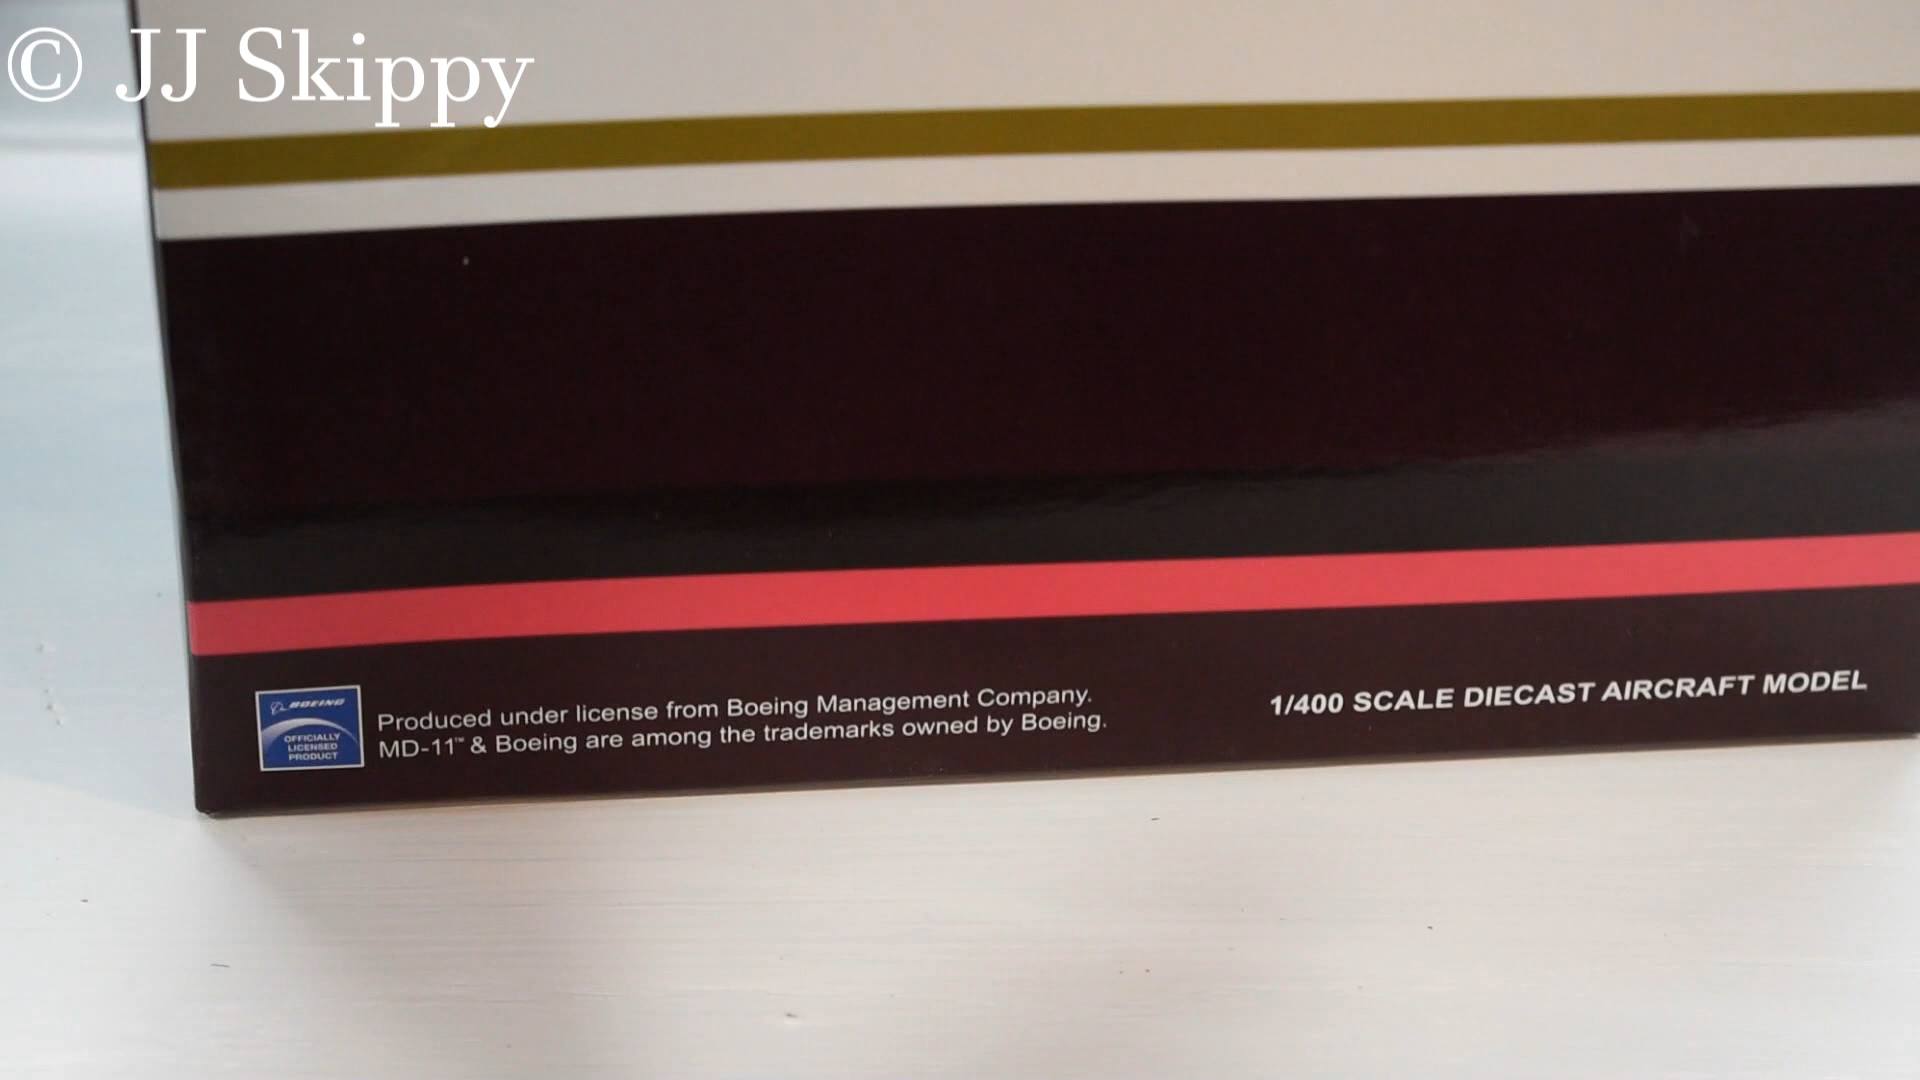 © JJ Skippy
BOEING
OFFICIALLY
LICENSED
PRODUCT
Produced under license from Boeing Management Company.
MD-11™ & Boeing are among the trademarks owned by Boeing.
1/400 SCALE DIECAST AIRCRAFT MODEL